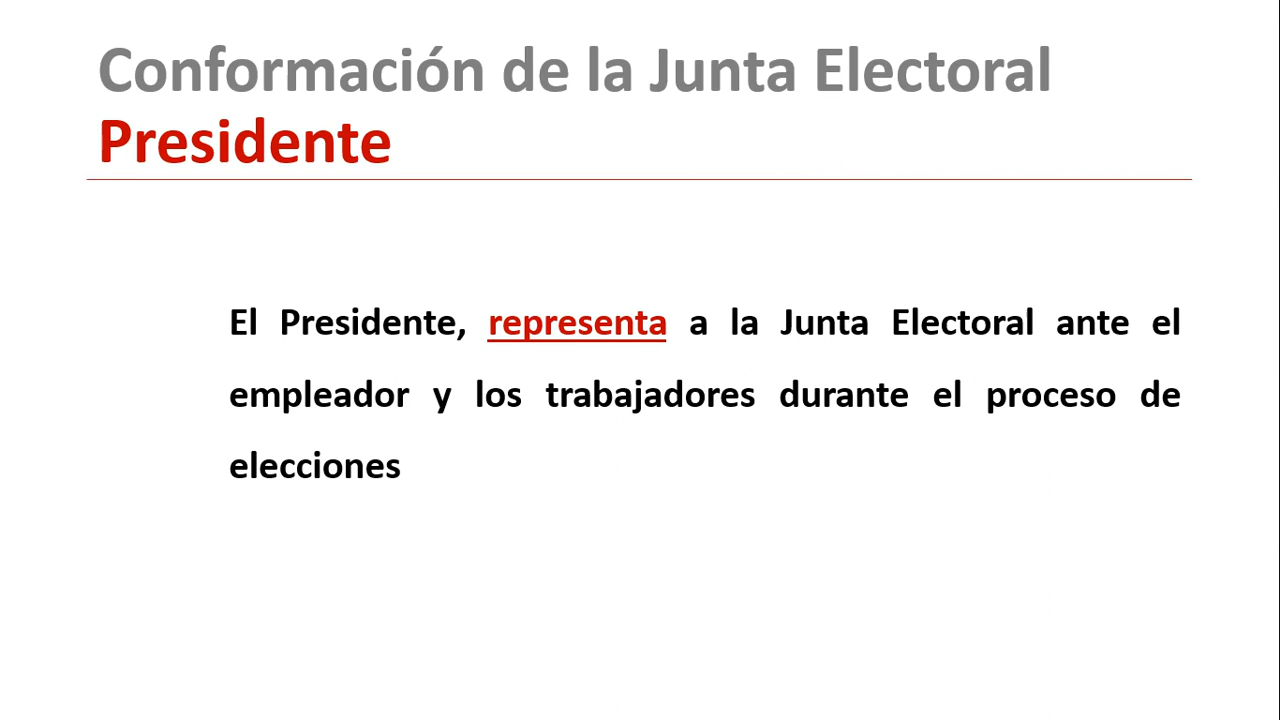 Conformación de la Junta Electoral
Presidente
El Presidente, representa a la Junta Electoral ante el
empleador y los trabajadores durante el proceso de
elecciones